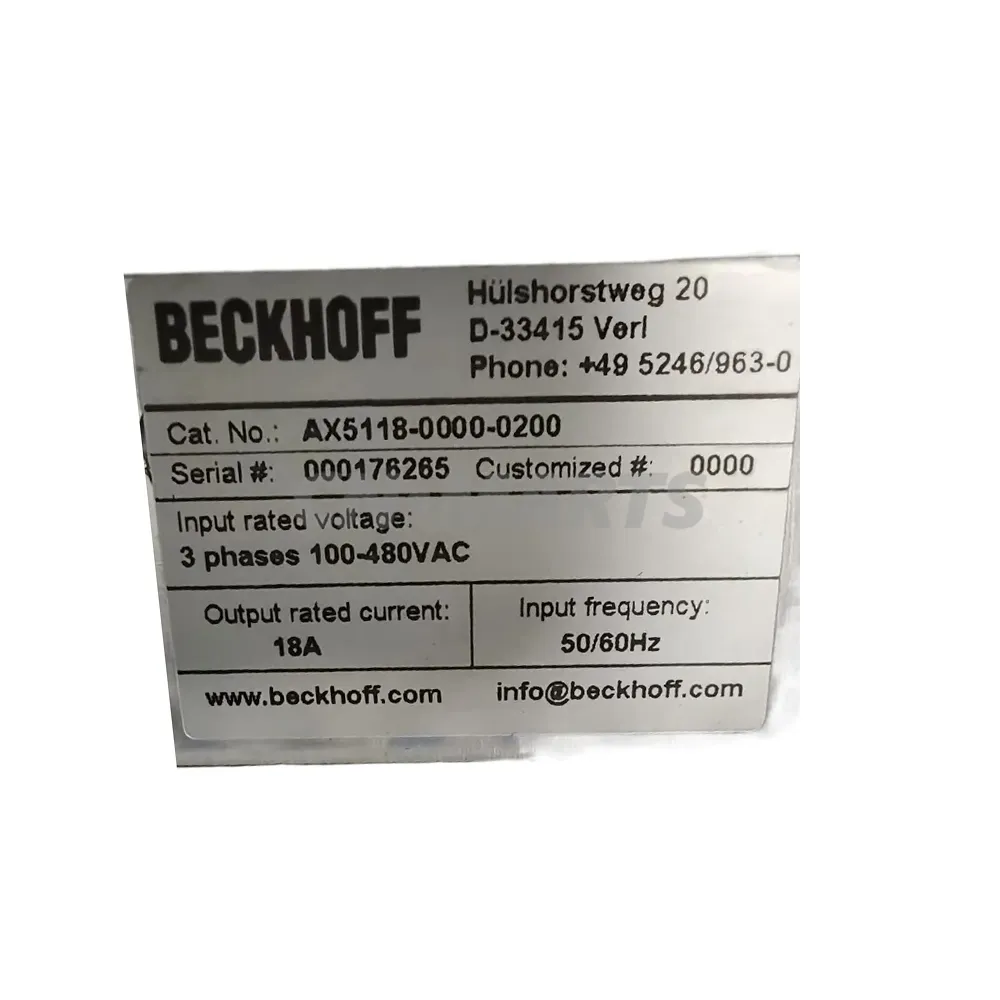 BECKHOFF
Hülshorstweg 20
D-33415 Verl
Phone: +49 5246/963-0
Cat. No.: AX5118-0000-0200
Serial #: 000176265 Customized #: 0000
Input rated voltage:
3 phases 100-480VAC
Output rated current:
18A
Input frequency:
50/60Hz
www.beckhoff.com
info@beckhoff.com